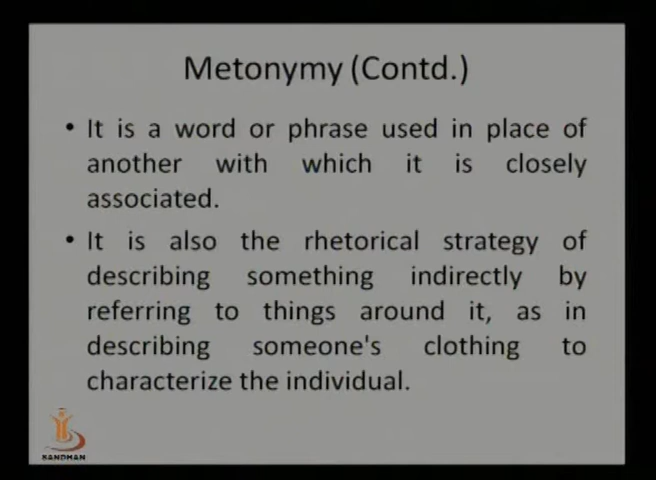 Metonymy (Contd.)
• It is a word or phrase used in place of
another with which it is closely
associated.
• It is also the rhetorical strategy of
describing something indirectly by
referring to things around it, as in
describing someone's clothing to
characterize the individual.
SANDHAN